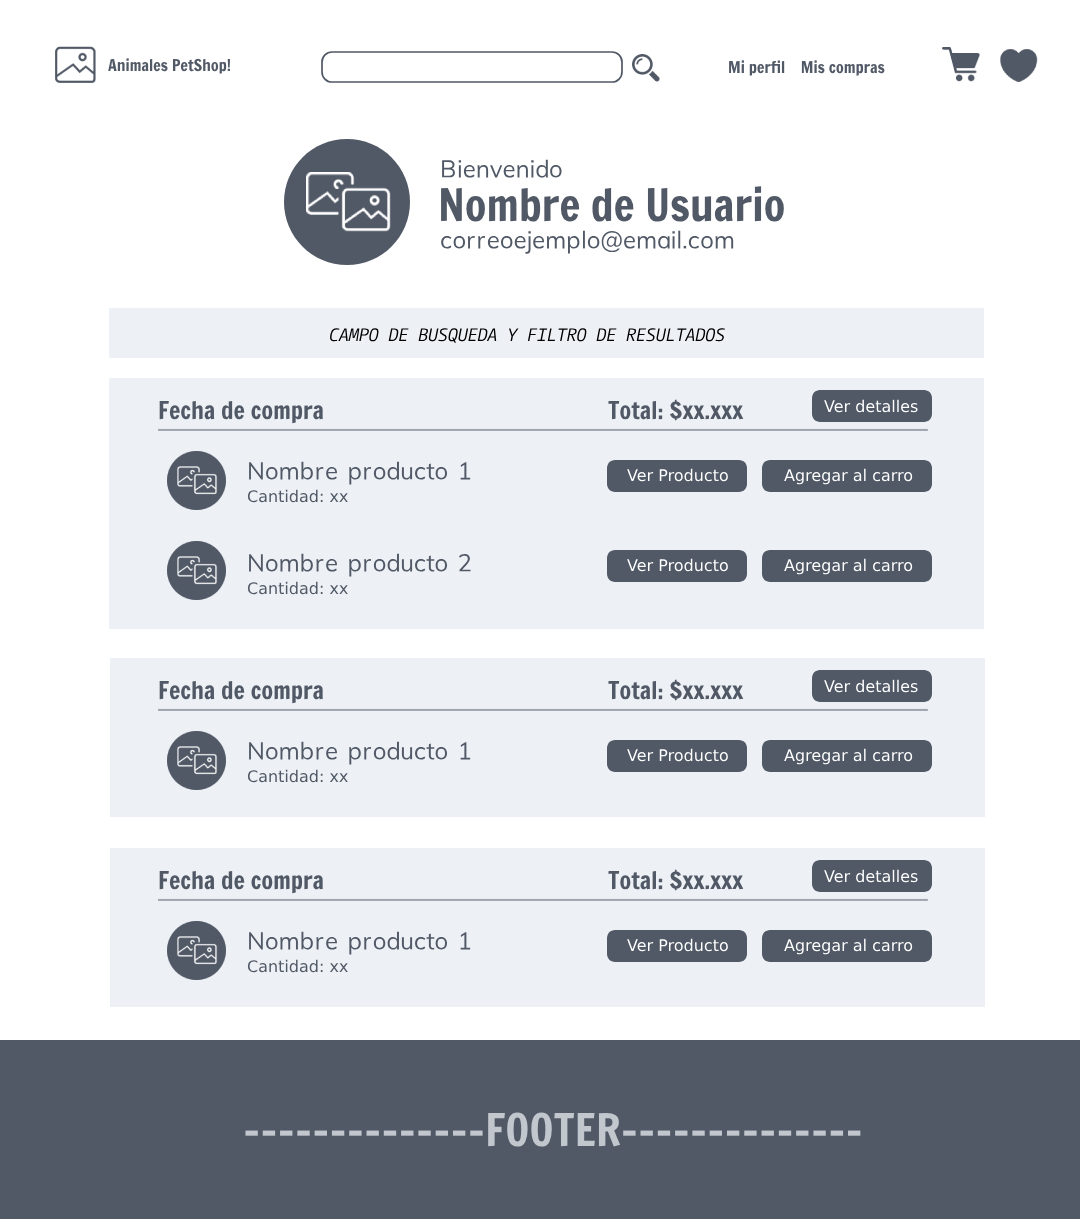 Animales PetShop!
Mi perfil Mis compras
Bienvenido
Nombre de Usuario
correoejemplo@email.com
CAMPO DE BUSQUEDA Y FILTRO DE RESULTADOS
Fecha de compra Total: $xx.xxx Ver detalles
Nombre producto 1 Ver Producto Agregar al carro
Cantidad: xx
Nombre producto 2 Ver Producto Agregar al carro
Cantidad: xx
Fecha de compra Total: $xx.xxx Ver detalles
Nombre producto 1 Ver Producto Agregar al carro
Cantidad: xx
Fecha de compra Total: $xx.xxx Ver detalles
Nombre producto 1 Ver Producto Agregar al carro
Cantidad: xx
--------------FOOTER--------------